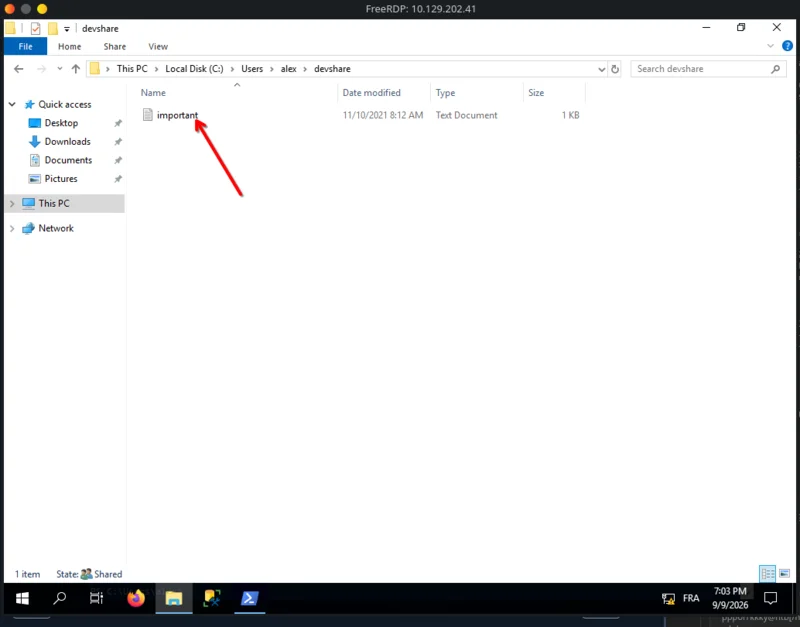 FreeRDP: 10.129.202.41
devshare
File Home Share View
This PC Local Disk (C:) Users alex devshare
Search devshare
Name Date modified Type Size
important 11/10/2021 8:12 AM Text Document 1 KB
Quick access
Desktop
Downloads
Documents
Pictures
This PC
Network
1 item State: Shared
FRA
7:03 PM
9/9/2026